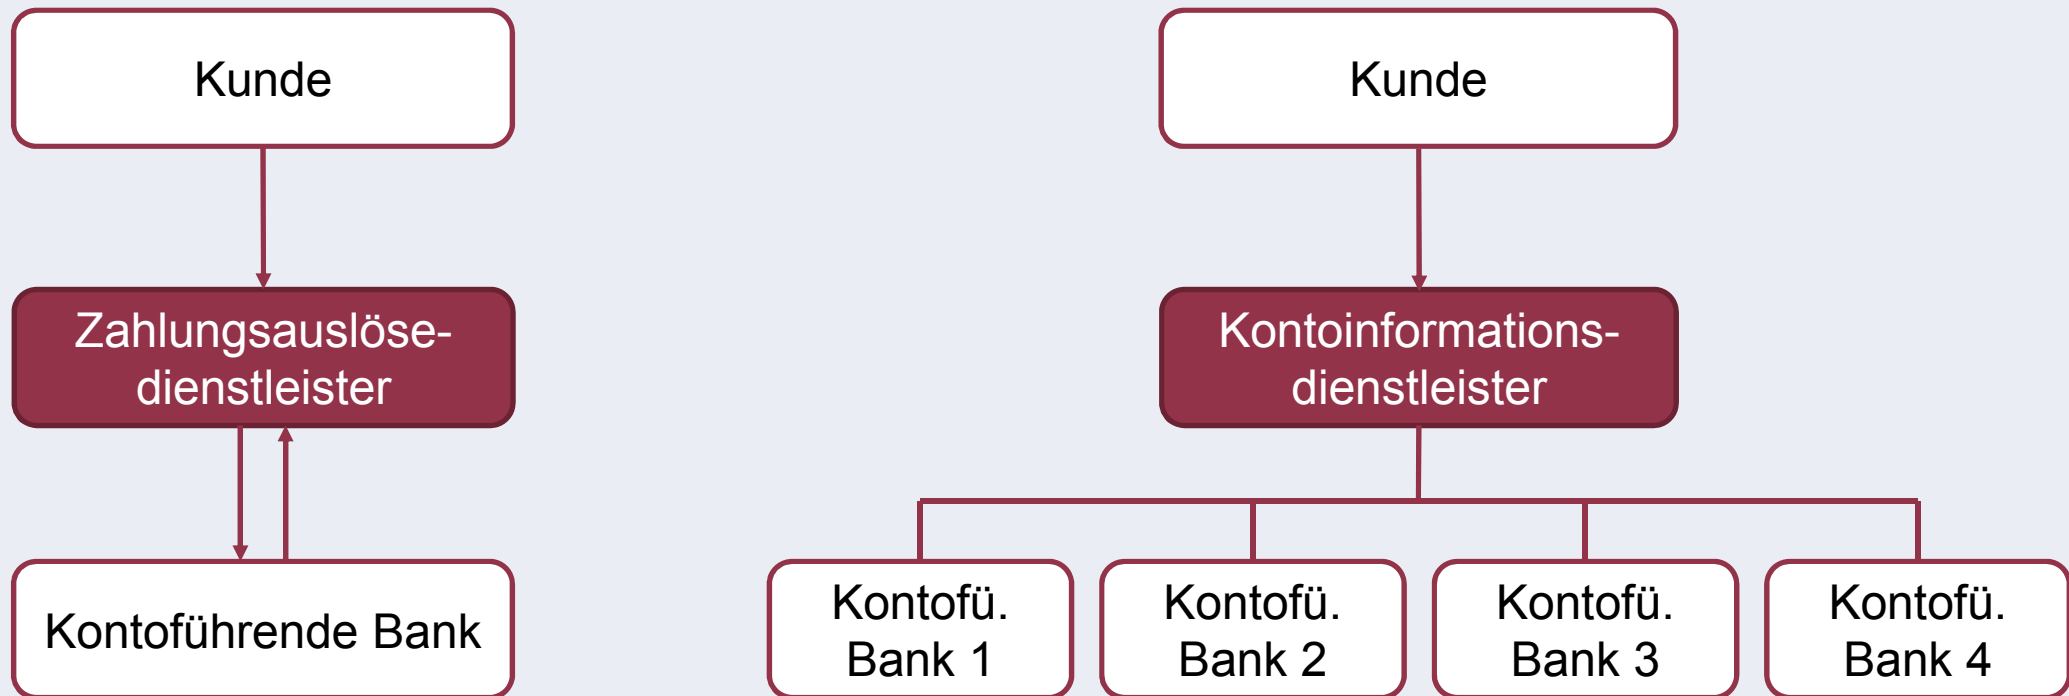 Kunde
Zahlungsauslöse-
dienstleister
Kontoführende Bank
Kunde
Kontoinformations-
dienstleister
Kontofü.
Bank 1
Kontofü.
Bank 2
Kontofü.
Bank 3
Kontofü.
Bank 4